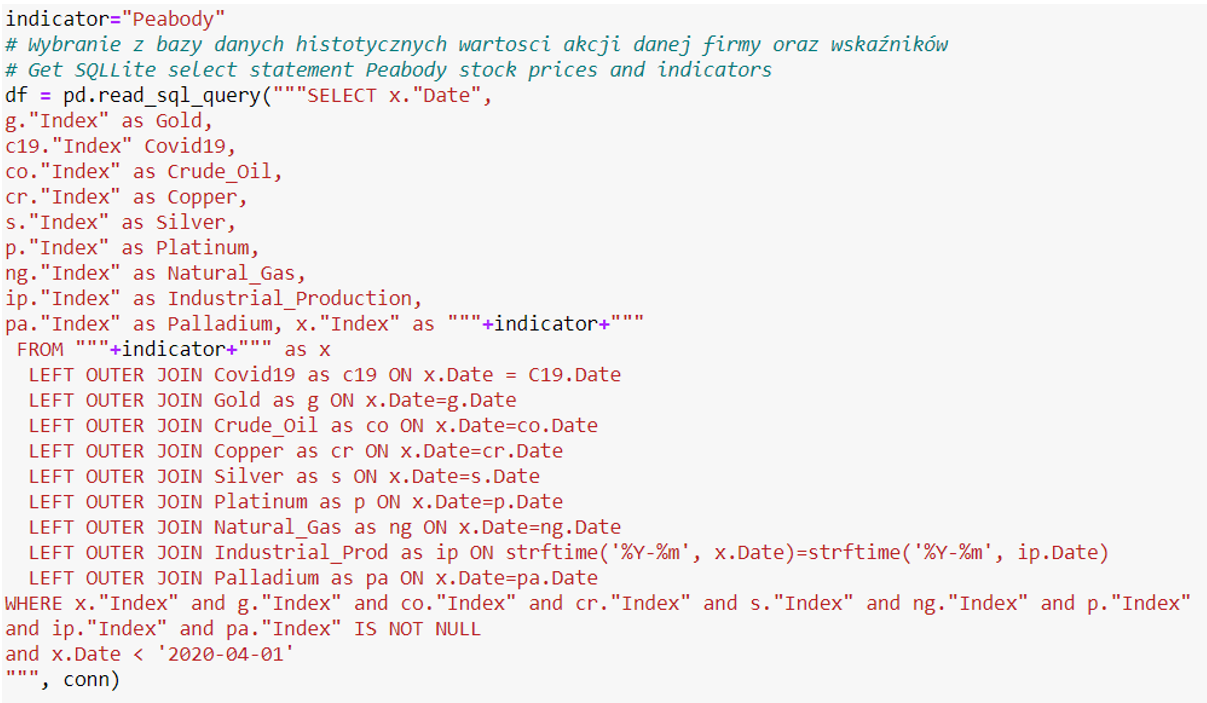 indicator="Peabody"
# Wybranie z bazy danych histotycznych wartosci akcji danej firmy oraz wskaźników
# Get SQLLite select statement Peabody stock prices and indicators
df = pd.read_sql_query("""SELECT x."Date",
g."Index" as Gold,
c19."Index" Covid19,
co."Index" as Crude_Oil,
cr."Index" as Copper,
s."Index" as Silver,
p."Index" as Platinum,
ng."Index" as Natural_Gas,
ip."Index" as Industrial_Production,
pa."Index" as Palladium, x."Index" as """+indicator+"""
 FROM """+indicator+""" as x
  LEFT OUTER JOIN Covid19 as c19 ON x.Date = C19.Date
  LEFT OUTER JOIN Gold as g ON x.Date=g.Date
  LEFT OUTER JOIN Crude_Oil as co ON x.Date=co.Date
  LEFT OUTER JOIN Copper as cr ON x.Date=cr.Date
  LEFT OUTER JOIN Silver as s ON x.Date=s.Date
  LEFT OUTER JOIN Platinum as p ON x.Date=p.Date
  LEFT OUTER JOIN Natural_Gas as ng ON x.Date=ng.Date
  LEFT OUTER JOIN Industrial_Prod as ip ON strftime('%Y-%m', x.Date)=strftime('%Y-%m', ip.Date)
  LEFT OUTER JOIN Palladium as pa ON x.Date=pa.Date
WHERE x."Index" and g."Index" and co."Index" and cr."Index" and s."Index" and ng."Index" and p."Index"
and ip."Index" and pa."Index" IS NOT NULL
and x.Date < '2020-04-01'
""", conn)